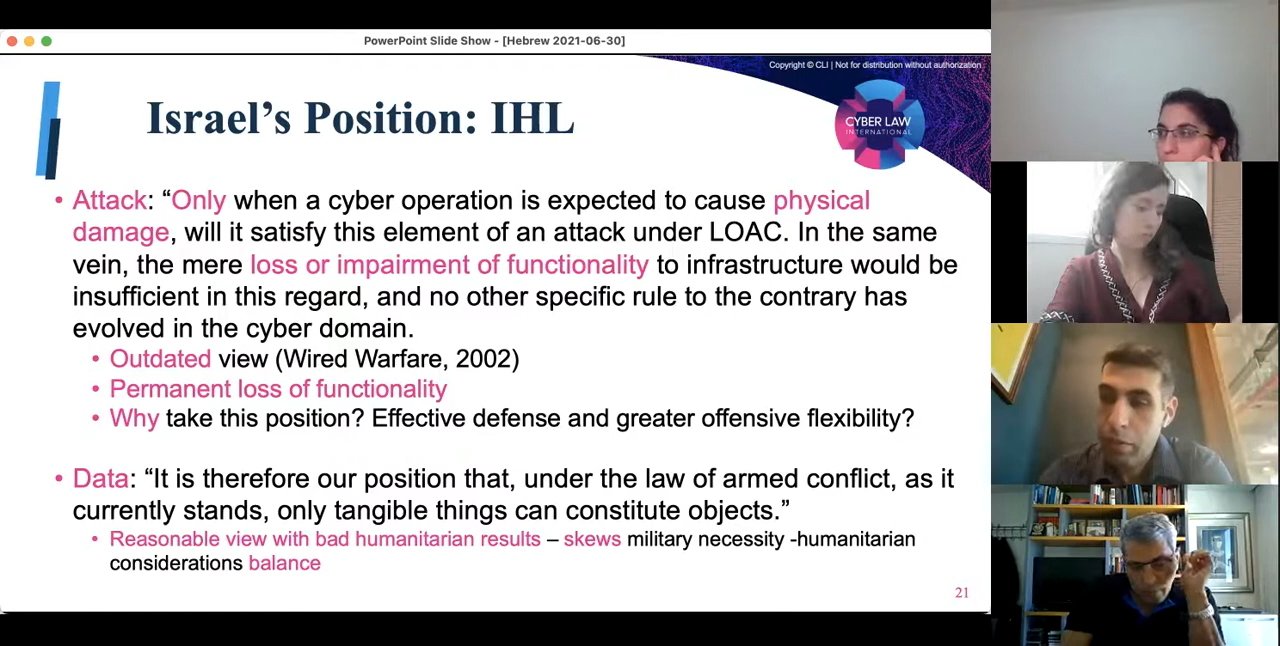 PowerPoint Slide Show - [Hebrew 2021-06-30]
Copyright © CLI | Not for distribution without authorization
Israel’s Position: IHL
CYBER LAW
INTERNATIONAL
• Attack: “Only when a cyber operation is expected to cause physical
damage, will it satisfy this element of an attack under LOAC. In the same
vein, the mere loss or impairment of functionality to infrastructure would be
insufficient in this regard, and no other specific rule to the contrary has
evolved in the cyber domain.
• Outdated view (Wired Warfare, 2002)
• Permanent loss of functionality
• Why take this position? Effective defense and greater offensive flexibility?
• Data: “It is therefore our position that, under the law of armed conflict, as it
currently stands, only tangible things can constitute objects.”
• Reasonable view with bad humanitarian results – skews military necessity -humanitarian
considerations balance
21